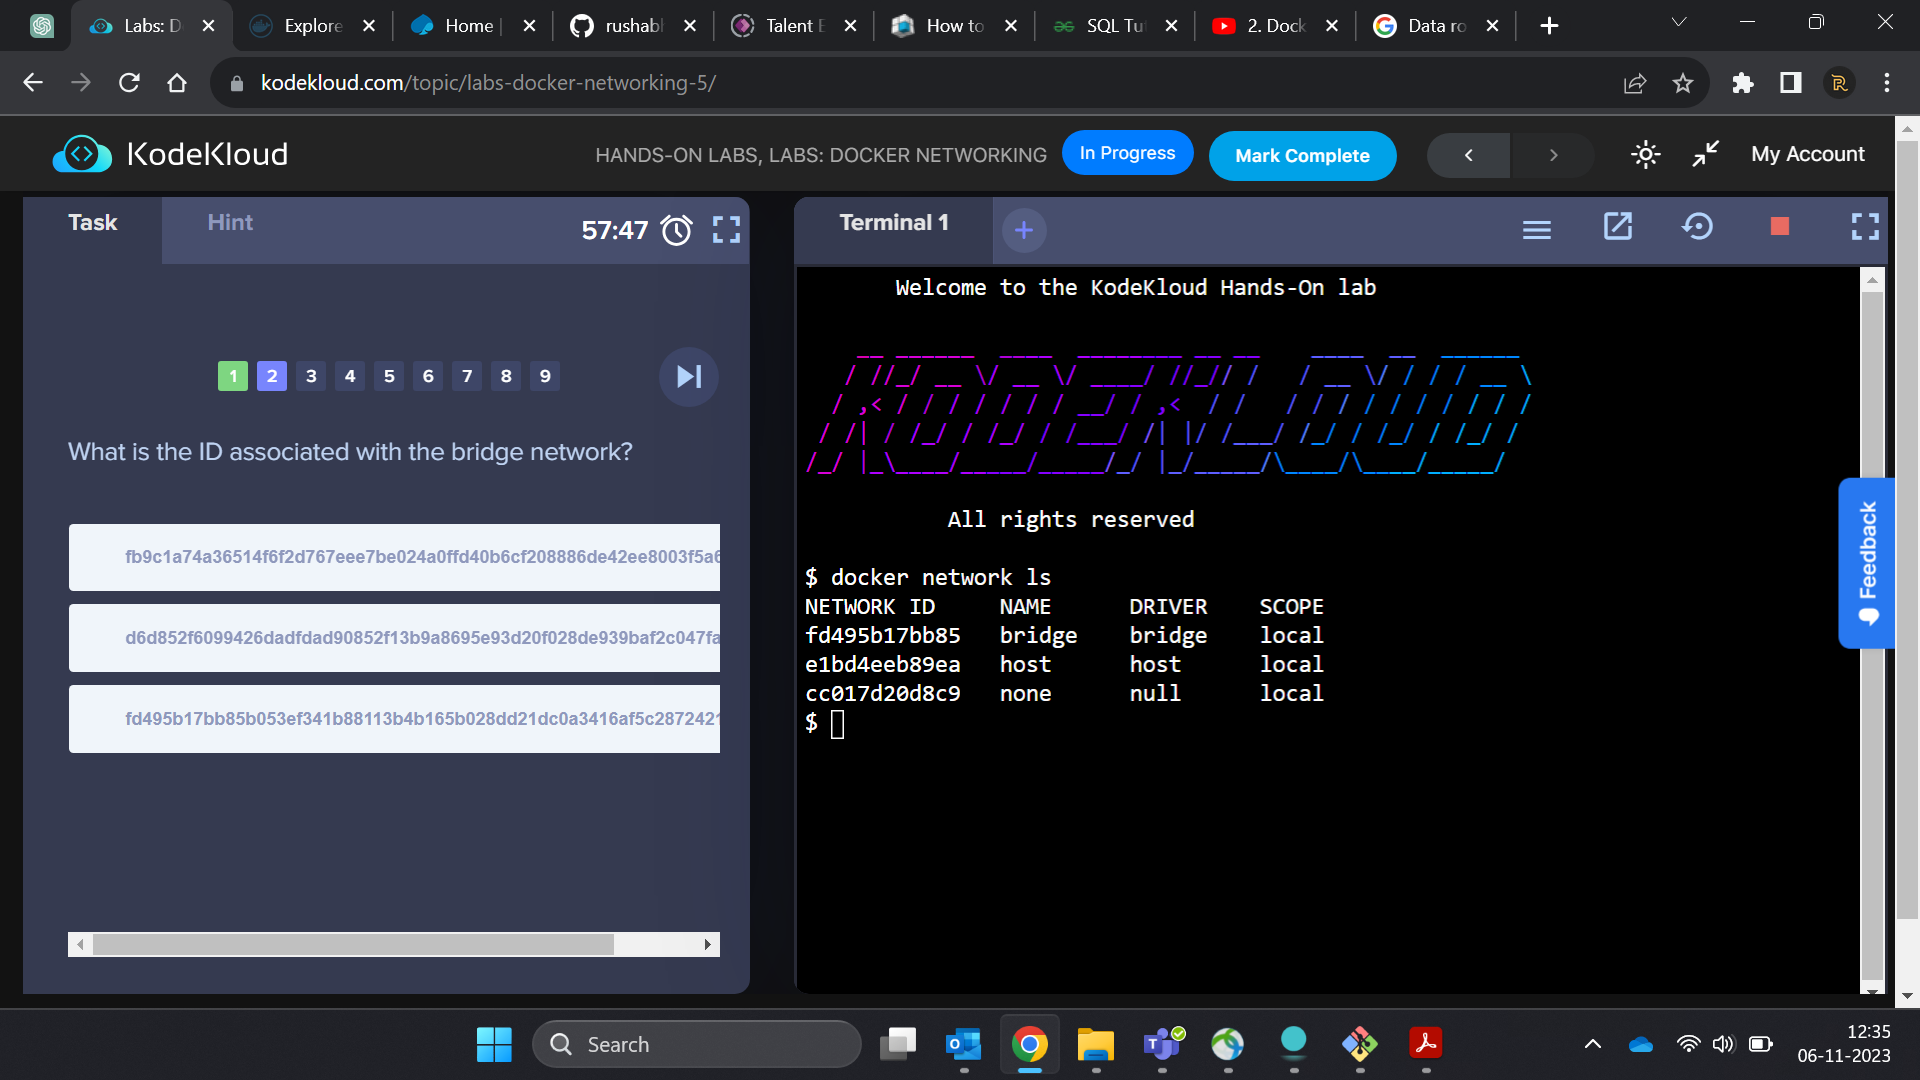 Labs: D
Explore
Home |
rushabh
Talent E
How to
SQL Tu
2. Dock
Data ro
kodekloud.com/topic/labs-docker-networking-5/
KodeKloud
HANDS-ON LABS, LABS: DOCKER NETWORKING
In Progress
Mark Complete
My Account
Task
Hint
57:47
Terminal 1
1 2 3 4 5 6 7 8 9
What is the ID associated with the bridge network?
fb9c1a74a36514f6f2d767eee7be024a0ffd40b6cf208886de42ee8003f5a6
d6d852f6099426dadfdad90852f13b9a8695e93d20f028de939baf2c047fa
fd495b17bb85b053ef341b88113b4b165b028dd21dc0a3416af5c2872421
Welcome to the KodeKloud Hands-On lab
KODEKLOUD
All rights reserved
$ docker network ls
NETWORK ID NAME DRIVER SCOPE
fd495b17bb85 bridge bridge local
e1bd4eeb89ea host host local
cc017d20d8c9 none null local
$
Feedback
Search
12:35
06-11-2023